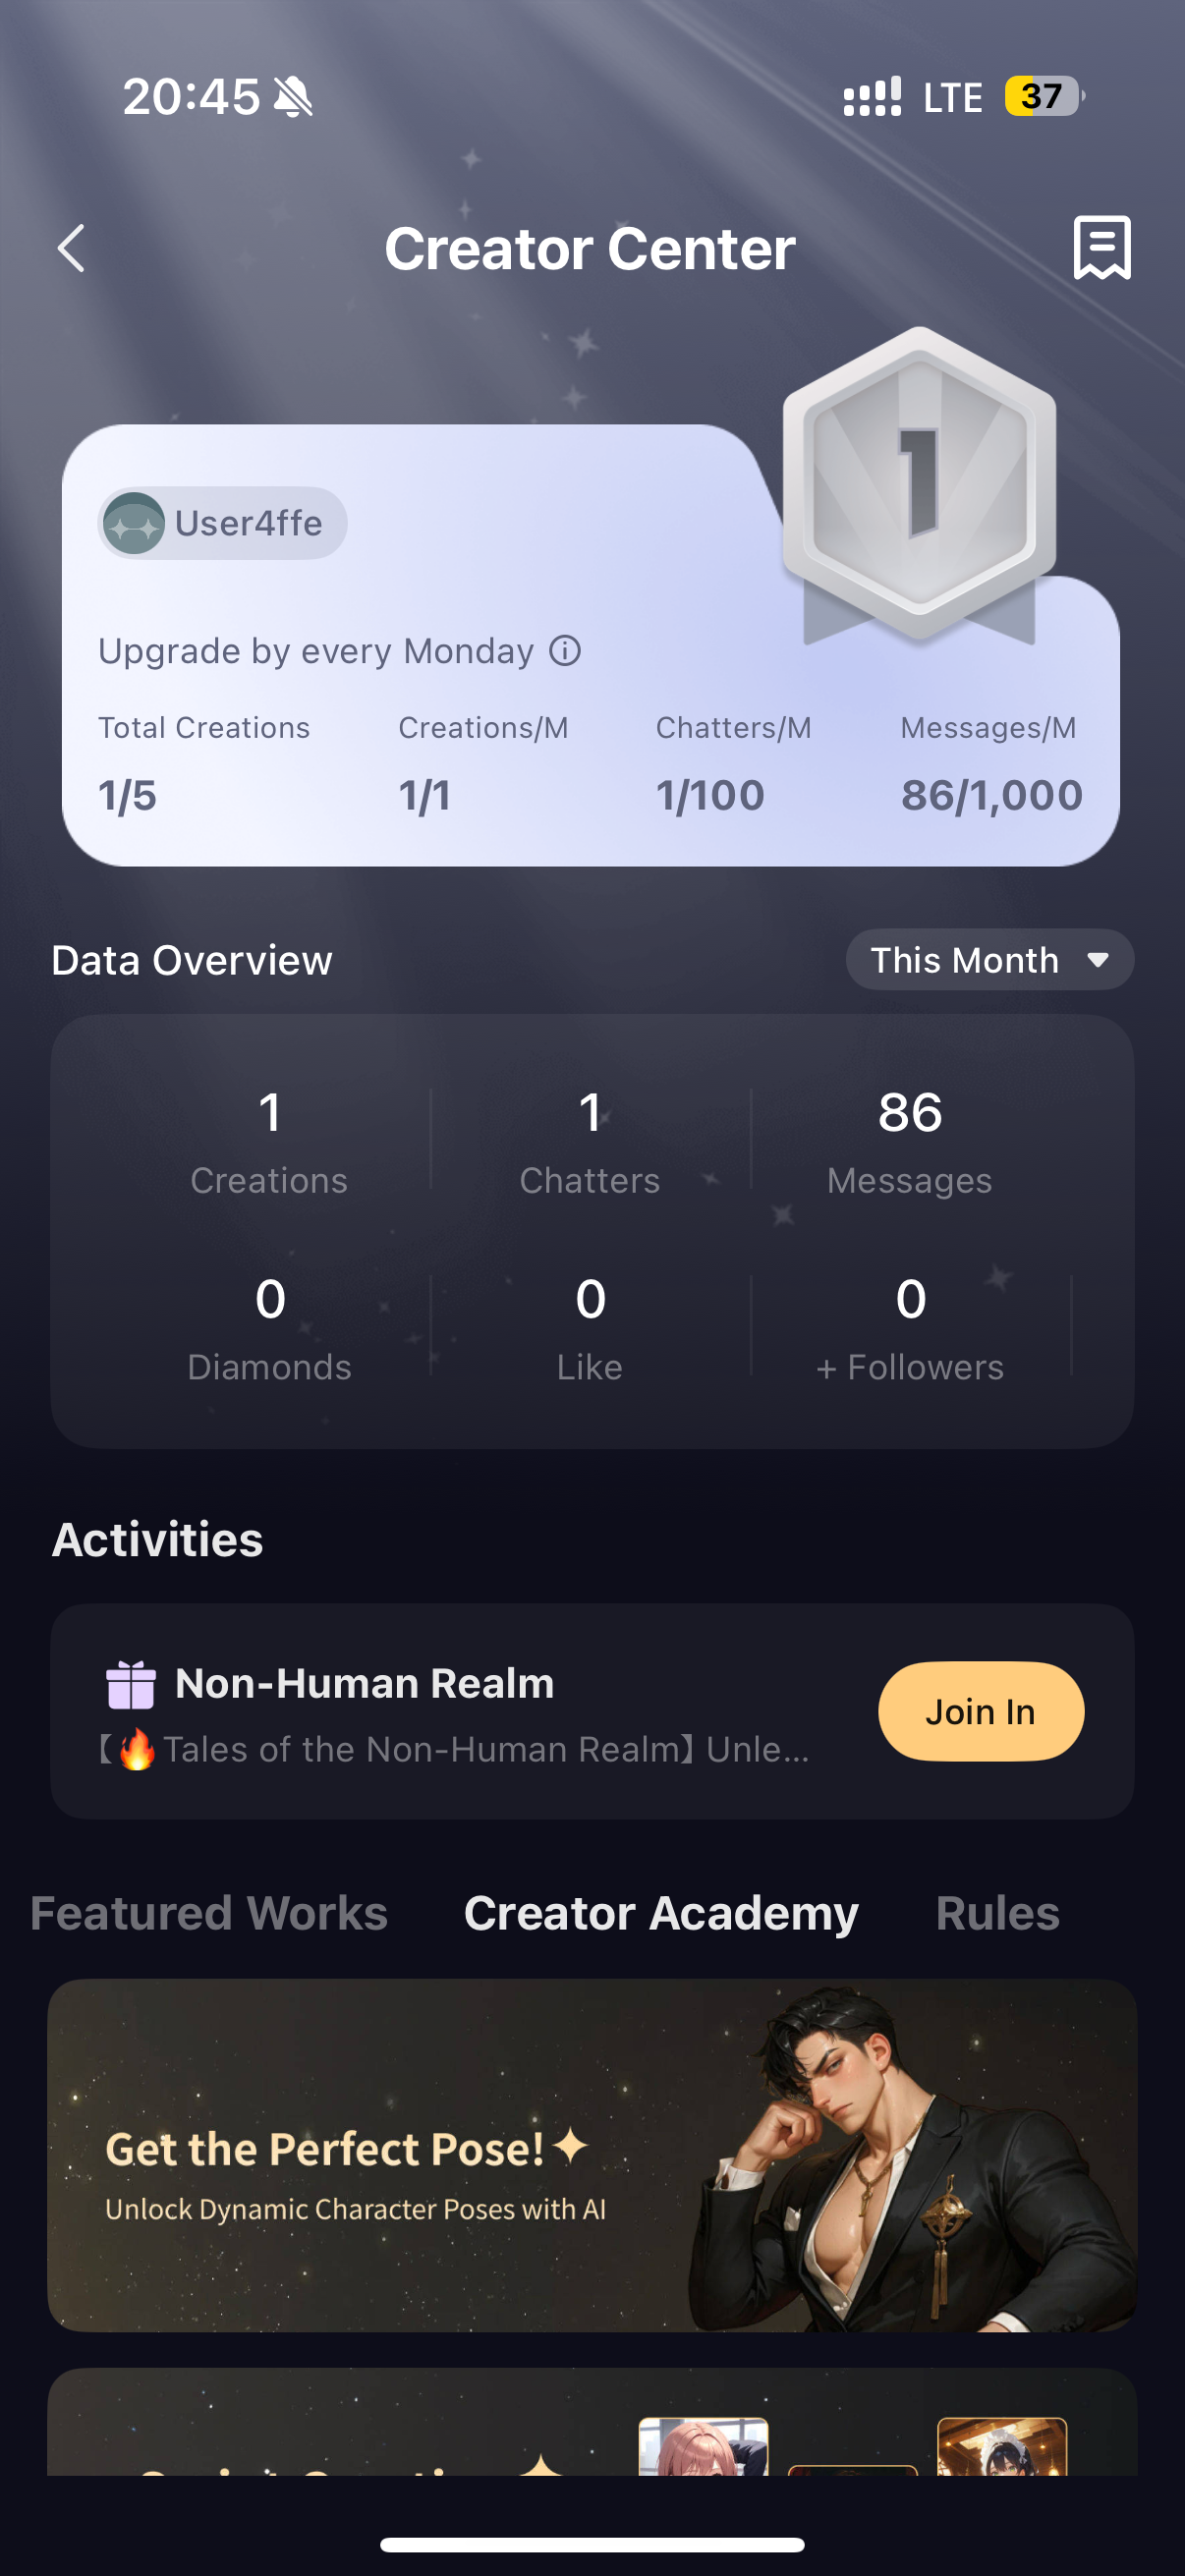 20:45
LTE 37
Creator Center
1
User4ffe
Upgrade by every Monday
Total Creations Creations/M Chatters/M Messages/M
1/5 1/1 1/100 86/1,000
Data Overview
This Month
1 1 86
Creations Chatters Messages
0 0 0
Diamonds Like + Followers
Activities
Non-Human Realm
【🔥Tales of the Non-Human Realm】Unle...
Join In
Featured Works Creator Academy Rules
Get the Perfect Pose!
Unlock Dynamic Character Poses with AI